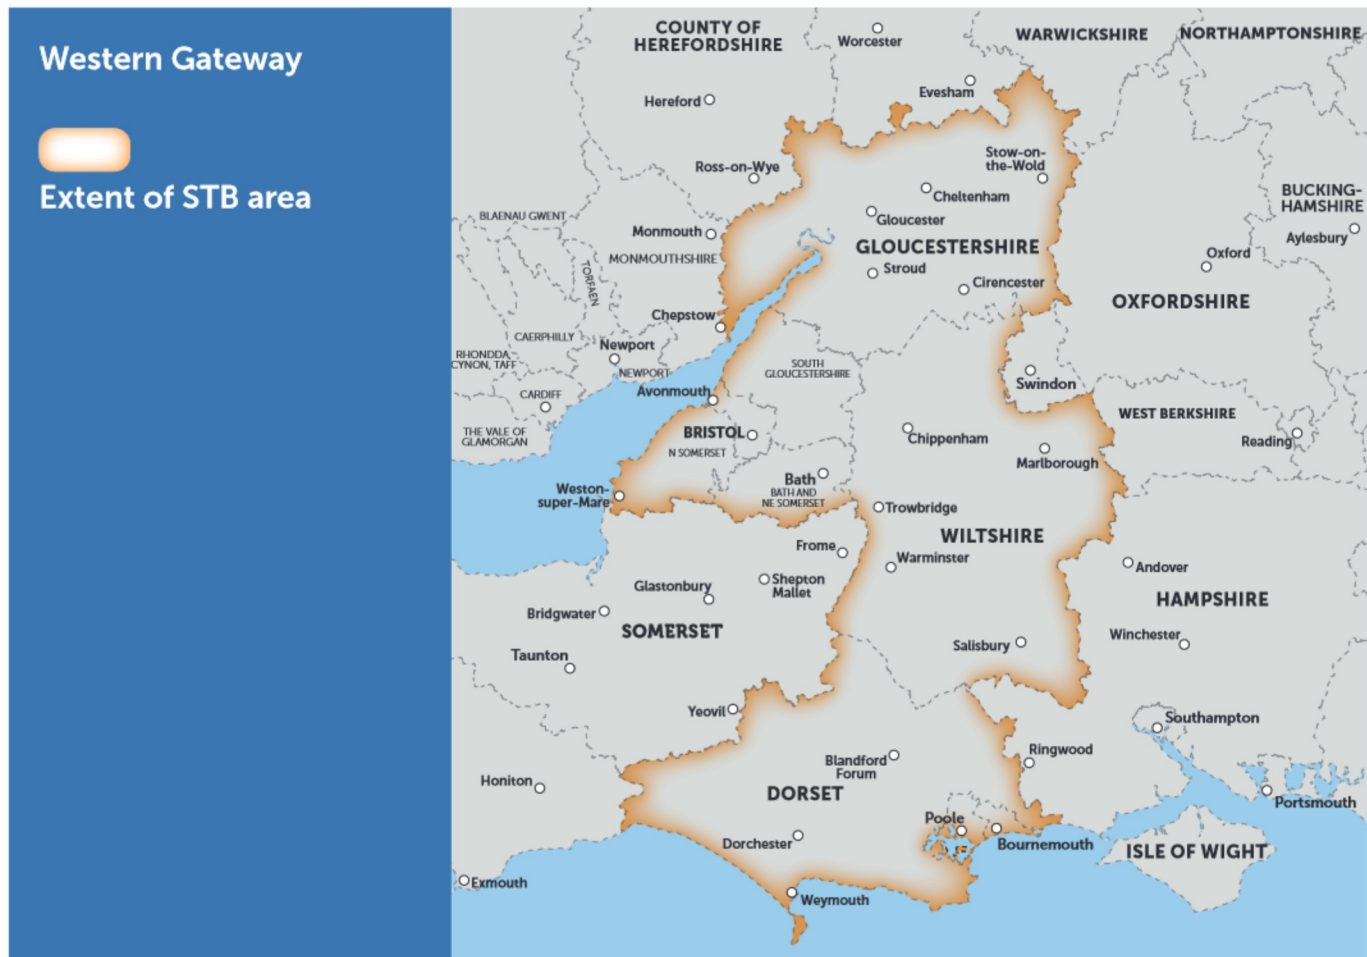 Western Gateway
Extent of STB area
COUNTY OF
HEREFORDSHIRE
Worcester
WARWICKSHIRE
NORTHAMPTONSHIRE
Evesham
Hereford
Ross-on-Wye
Stow-on-
the-Wold
Cheltenham
BUCKING-
HAMSHIRE
Aylesbury
BLAENAU GWENT
Gloucester
Monmouth
GLOUCESTERSHIRE
Oxford
MONMOUTHSHIRE
TORFAEN
Stroud
Cirencester
OXFORDSHIRE
Chepstow
CAERPHILLY
Newport
RHONDDA,
CYNON, TAFF
NEWPORT
SOUTH
GLOUCESTERSHIRE
Swindon
CARDIFF
Avonmouth
WEST BERKSHIRE
THE VALE OF
GLAMORGAN
BRISTOL
Chippenham
Reading
N SOMERSET
Marlborough
Bath
BATH AND
NE SOMERSET
Weston-
super-Mare
Trowbridge
WILTSHIRE
Frome
Warminster
Andover
Glastonbury
Shepton
Mallet
HAMPSHIRE
Bridgwater
SOMERSET
Winchester
Salisbury
Taunton
Yeovil
Southampton
Ringwood
Blandford
Forum
Honiton
DORSET
Portsmouth
Poole
Dorchester
Bournemouth
ISLE OF WIGHT
Exmouth
Weymouth